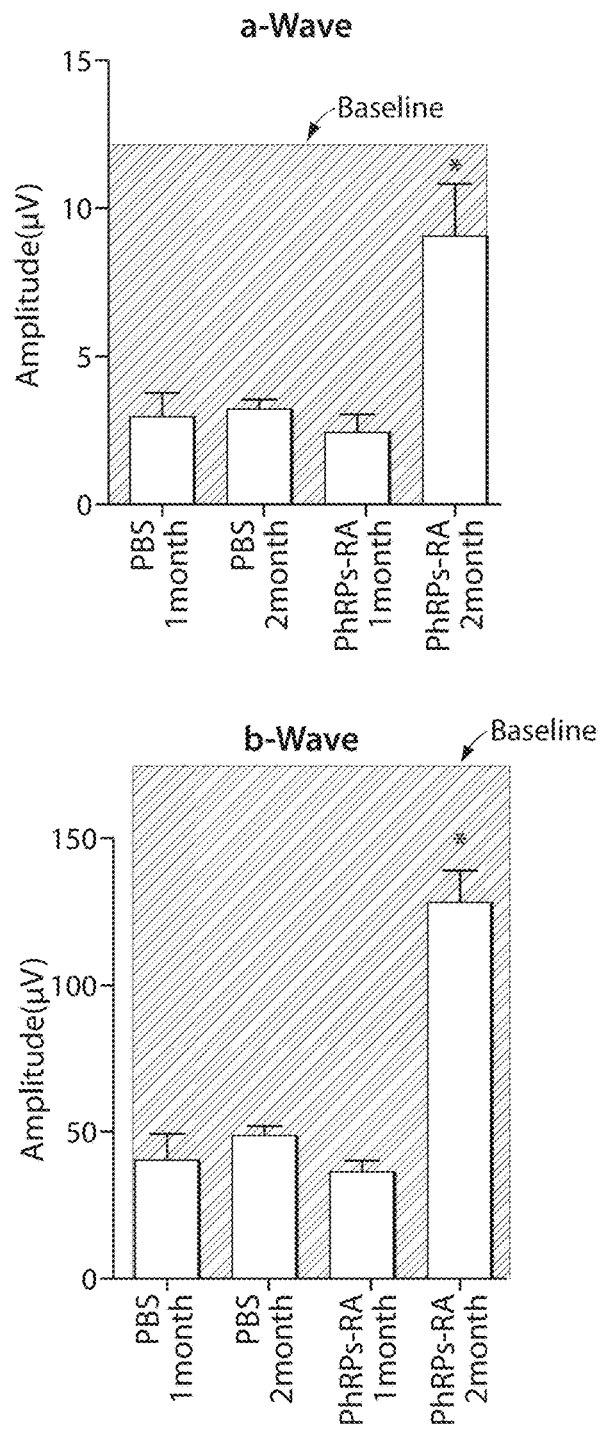 a-Wave
15
Baseline
*
10
Amplitude(μV)
5
0
PBS
1month
PBS
2month
PhRPs-RA
1month
PhRPs-RA
2month
b-Wave
Baseline
150
*
100
Amplitude(μV)
50
0
PBS
1month
PBS
2month
PhRPs-RA
1month
PhRPs-RA
2month